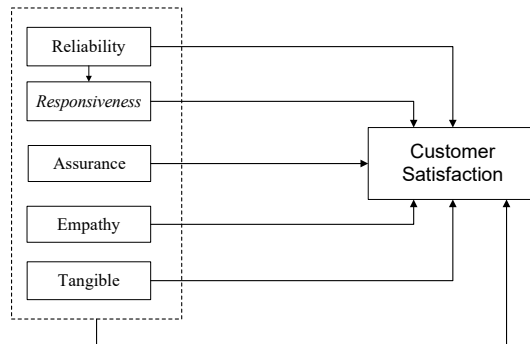 Reliability
Responsiveness
Assurance
Empathy
Tangible
Customer
Satisfaction